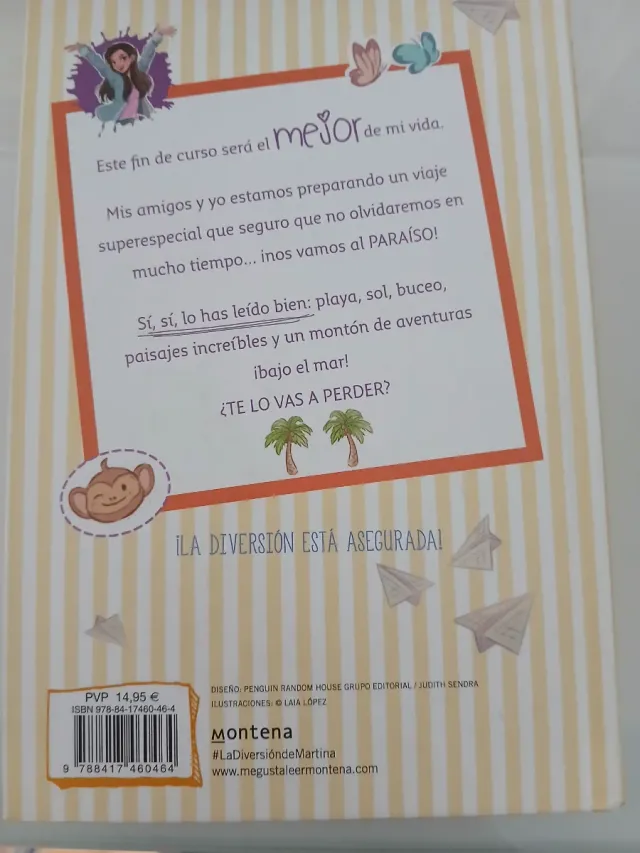 Este fin de curso será el mejor de mi vida.
Mis amigos y yo estamos preparando un viaje
superespecial que seguro que no olvidaremos en
mucho tiempo... ¡nos vamos al PARAÍSO!
Sí, sí, lo has leído bien: playa, sol, buceo,
paisajes increíbles y un montón de aventuras
¡bajo el mar!
¿TE LO VAS A PERDER?
¡LA DIVERSIÓN ESTÁ ASEGURADA!
PVP 14,95 €
ISBN 978-84-17460-46-4
9 788417 460464
DISEÑO: PENGUIN RANDOM HOUSE GRUPO EDITORIAL / JUDITH SENDRA
ILUSTRACIONES: © LAIA LÓPEZ
Montena
#LaDiversióndeMartina
www.megustaleermontena.com